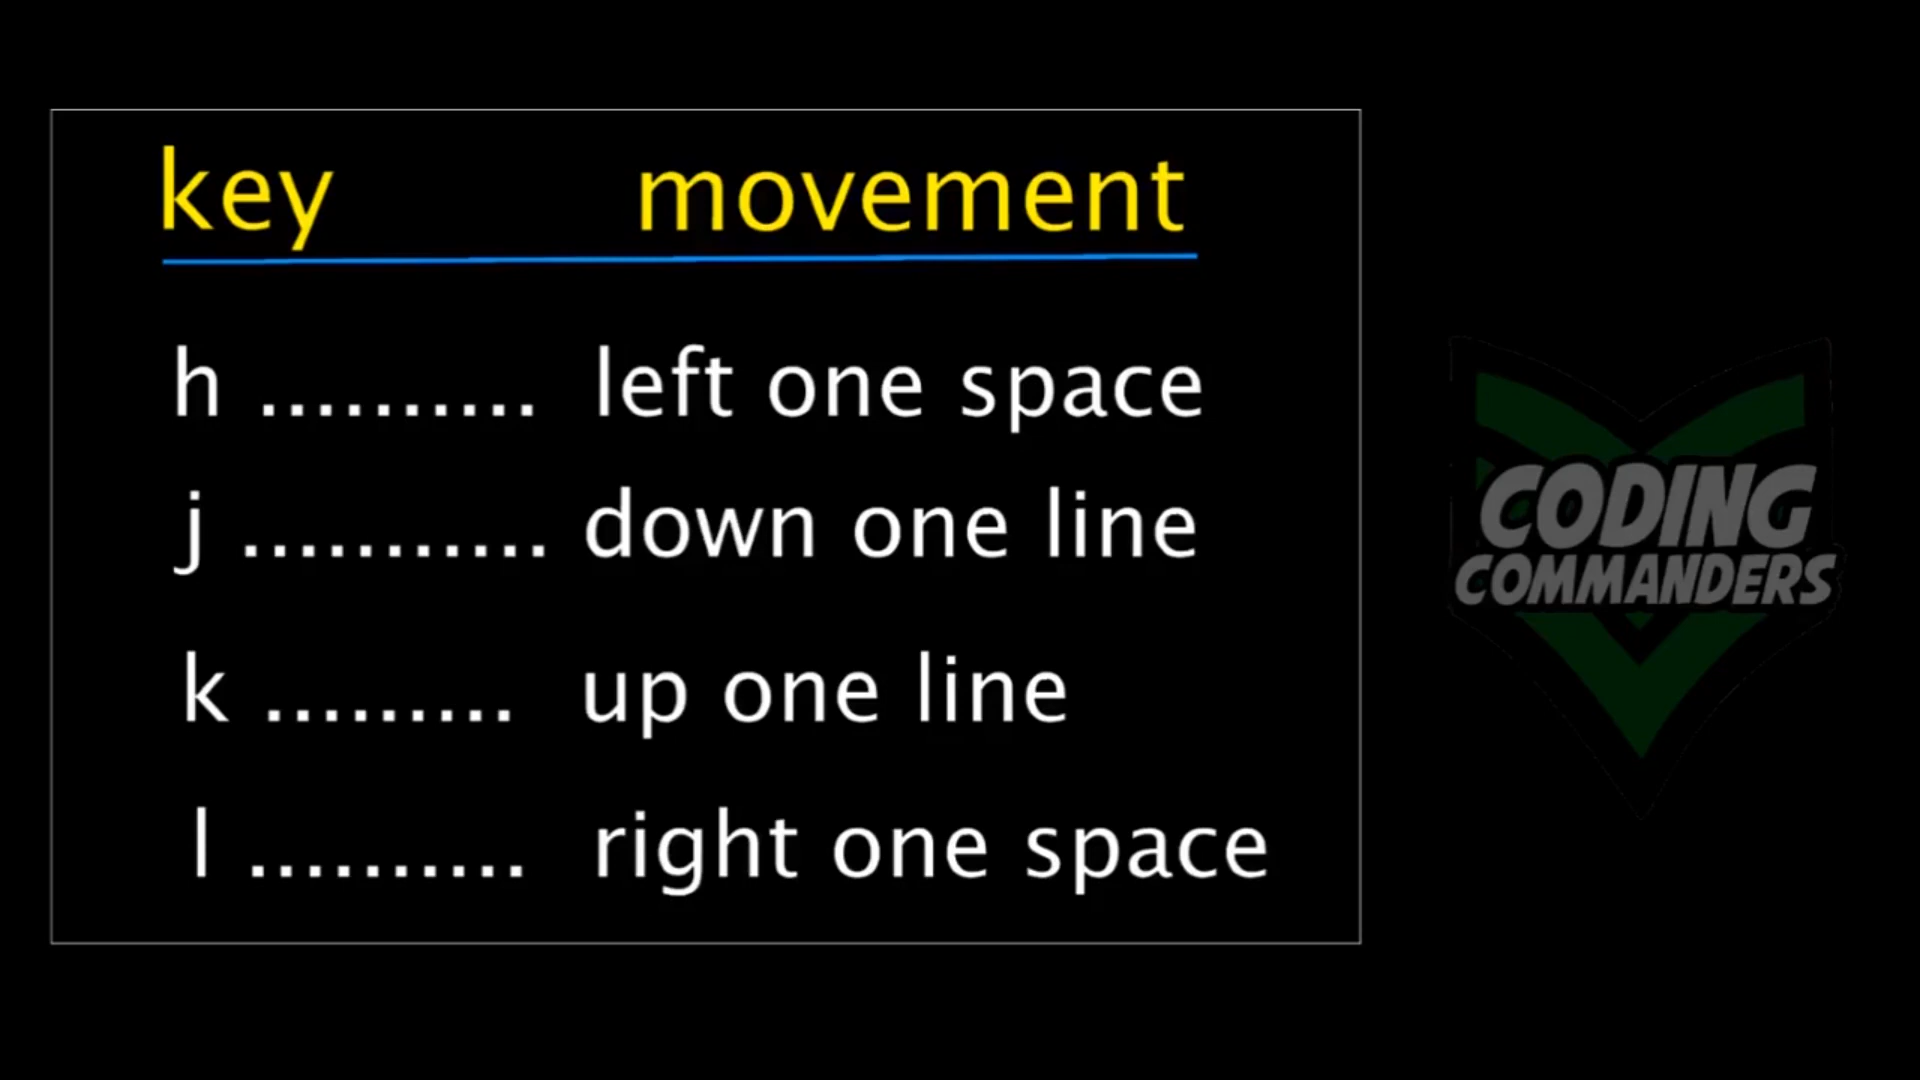 key movement
h .......... left one space
j ........... down one line
k ......... up one line
l .......... right one space
CODING
COMMANDERS